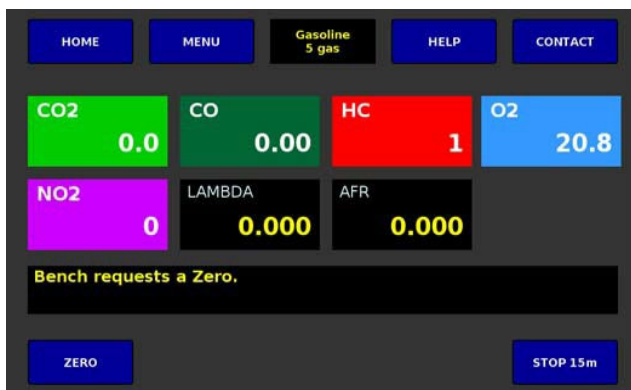 HOME
MENU
Gasoline
5 gas
HELP
CONTACT
CO2
0.0
CO
0.00
HC
1
O2
20.8
NO2
0
LAMBDA
0.000
AFR
0.000
Bench requests a Zero.
ZERO
STOP 15m